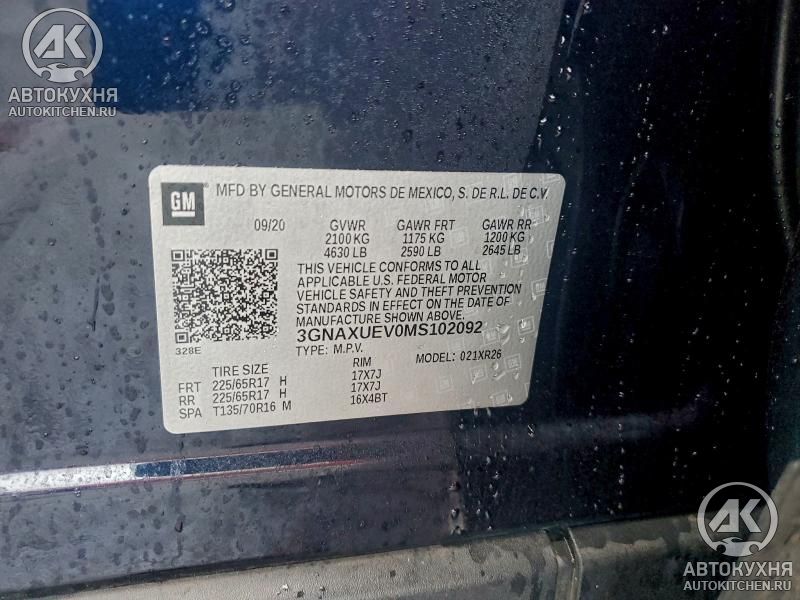 AK
АВТОКУХНЯ
AUTOKITCHEN.RU
GM
MFD BY GENERAL MOTORS DE MEXICO, S. DE R.L. DE C.V.
09/20 GVWR GAWR FRT GAWR RR
2100 KG 1175 KG 1200 KG
4630 LB 2590 LB 2645 LB
THIS VEHICLE CONFORMS TO ALL
APPLICABLE U.S. FEDERAL MOTOR
VEHICLE SAFETY AND THEFT PREVENTION
STANDARDS IN EFFECT ON THE DATE OF
MANUFACTURE SHOWN ABOVE.
3GNAXUEV0MS102092
328E
TYPE: M.P.V. MODEL: 021XR26
TIRE SIZE RIM
FRT 225/65R17 H 17X7J
RR 225/65R17 H 17X7J
SPA T135/70R16 M 16X4BT
AK
АВТОКУХНЯ
AUTOKITCHEN.RU